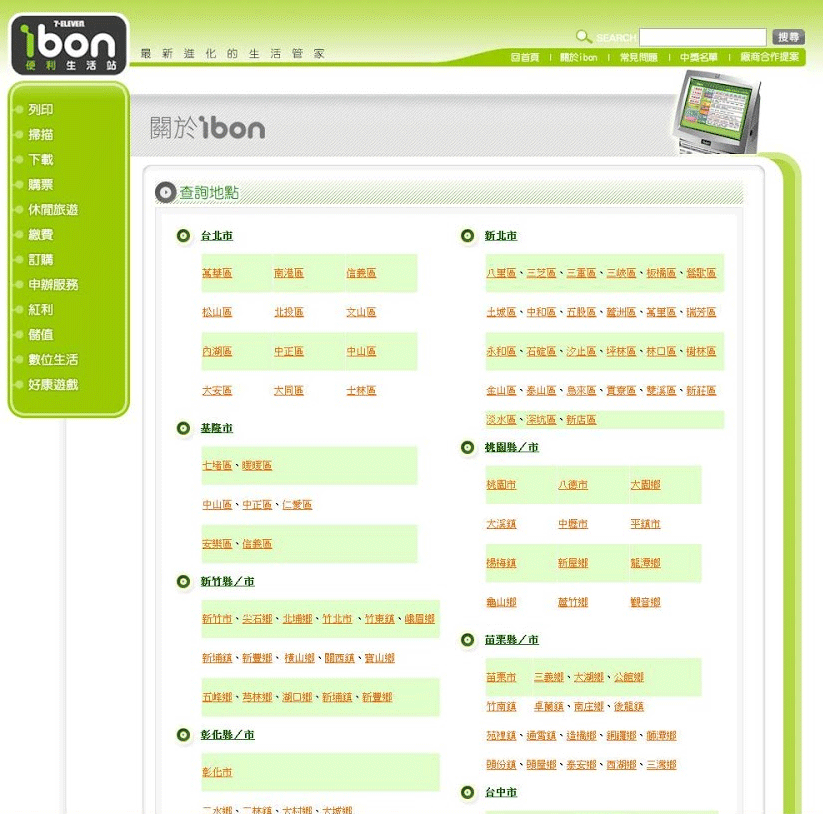 7-ELEVEN
ibon
便利生活站
最新進化的生活管家
SEARCH
搜尋
回首頁 | 關於ibon | 常見問題 | 中獎名單 | 廠商合作提案
列印
掃描
下載
購票
休閒旅遊
繳費
訂購
申辦服務
紅利
儲值
數位生活
好康遊戲
關於ibon
查詢地點
台北市
萬華區 南港區 信義區
松山區 北投區 文山區
內湖區 中正區 中山區
大安區 大同區 士林區
基隆市
七堵區、暖暖區
中山區、中正區、仁愛區
安樂區、信義區
新竹縣／市
新竹市、尖石鄉、北埔鄉、竹北市、竹東鎮、峨眉鄉
新埔鎮、新豐鄉、橫山鄉、關西鎮、寶山鄉
五峰鄉、芎林鄉、湖口鄉、新埔鎮、新豐鄉
彰化縣／市
彰化市
二水鄉、二林鎮、大村鄉、大城鄉
新北市
八里區、三芝區、三重區、三峽區、板橋區、鶯歌區
土城區、中和區、五股區、蘆洲區、萬里區、瑞芳區
永和區、石碇區、汐止區、坪林區、林口區、樹林區
金山區、泰山區、烏來區、貢寮區、雙溪區、新莊區
淡水區、深坑區、新店區
桃園縣／市
桃園市 八德市 大園鄉
大溪鎮 中壢市 平鎮市
楊梅鎮 新屋鄉 龍潭鄉
龜山鄉 蘆竹鄉 觀音鄉
苗栗縣／市
苗栗市 三義鄉、大湖鄉、公館鄉
竹南鎮 卓蘭鎮、南庄鄉、後龍鎮
苑裡鎮、通霄鎮、造橋鄉、銅鑼鄉、獅潭鄉
頭份鎮、頭屋鄉、泰安鄉、西湖鄉、三灣鄉
台中市